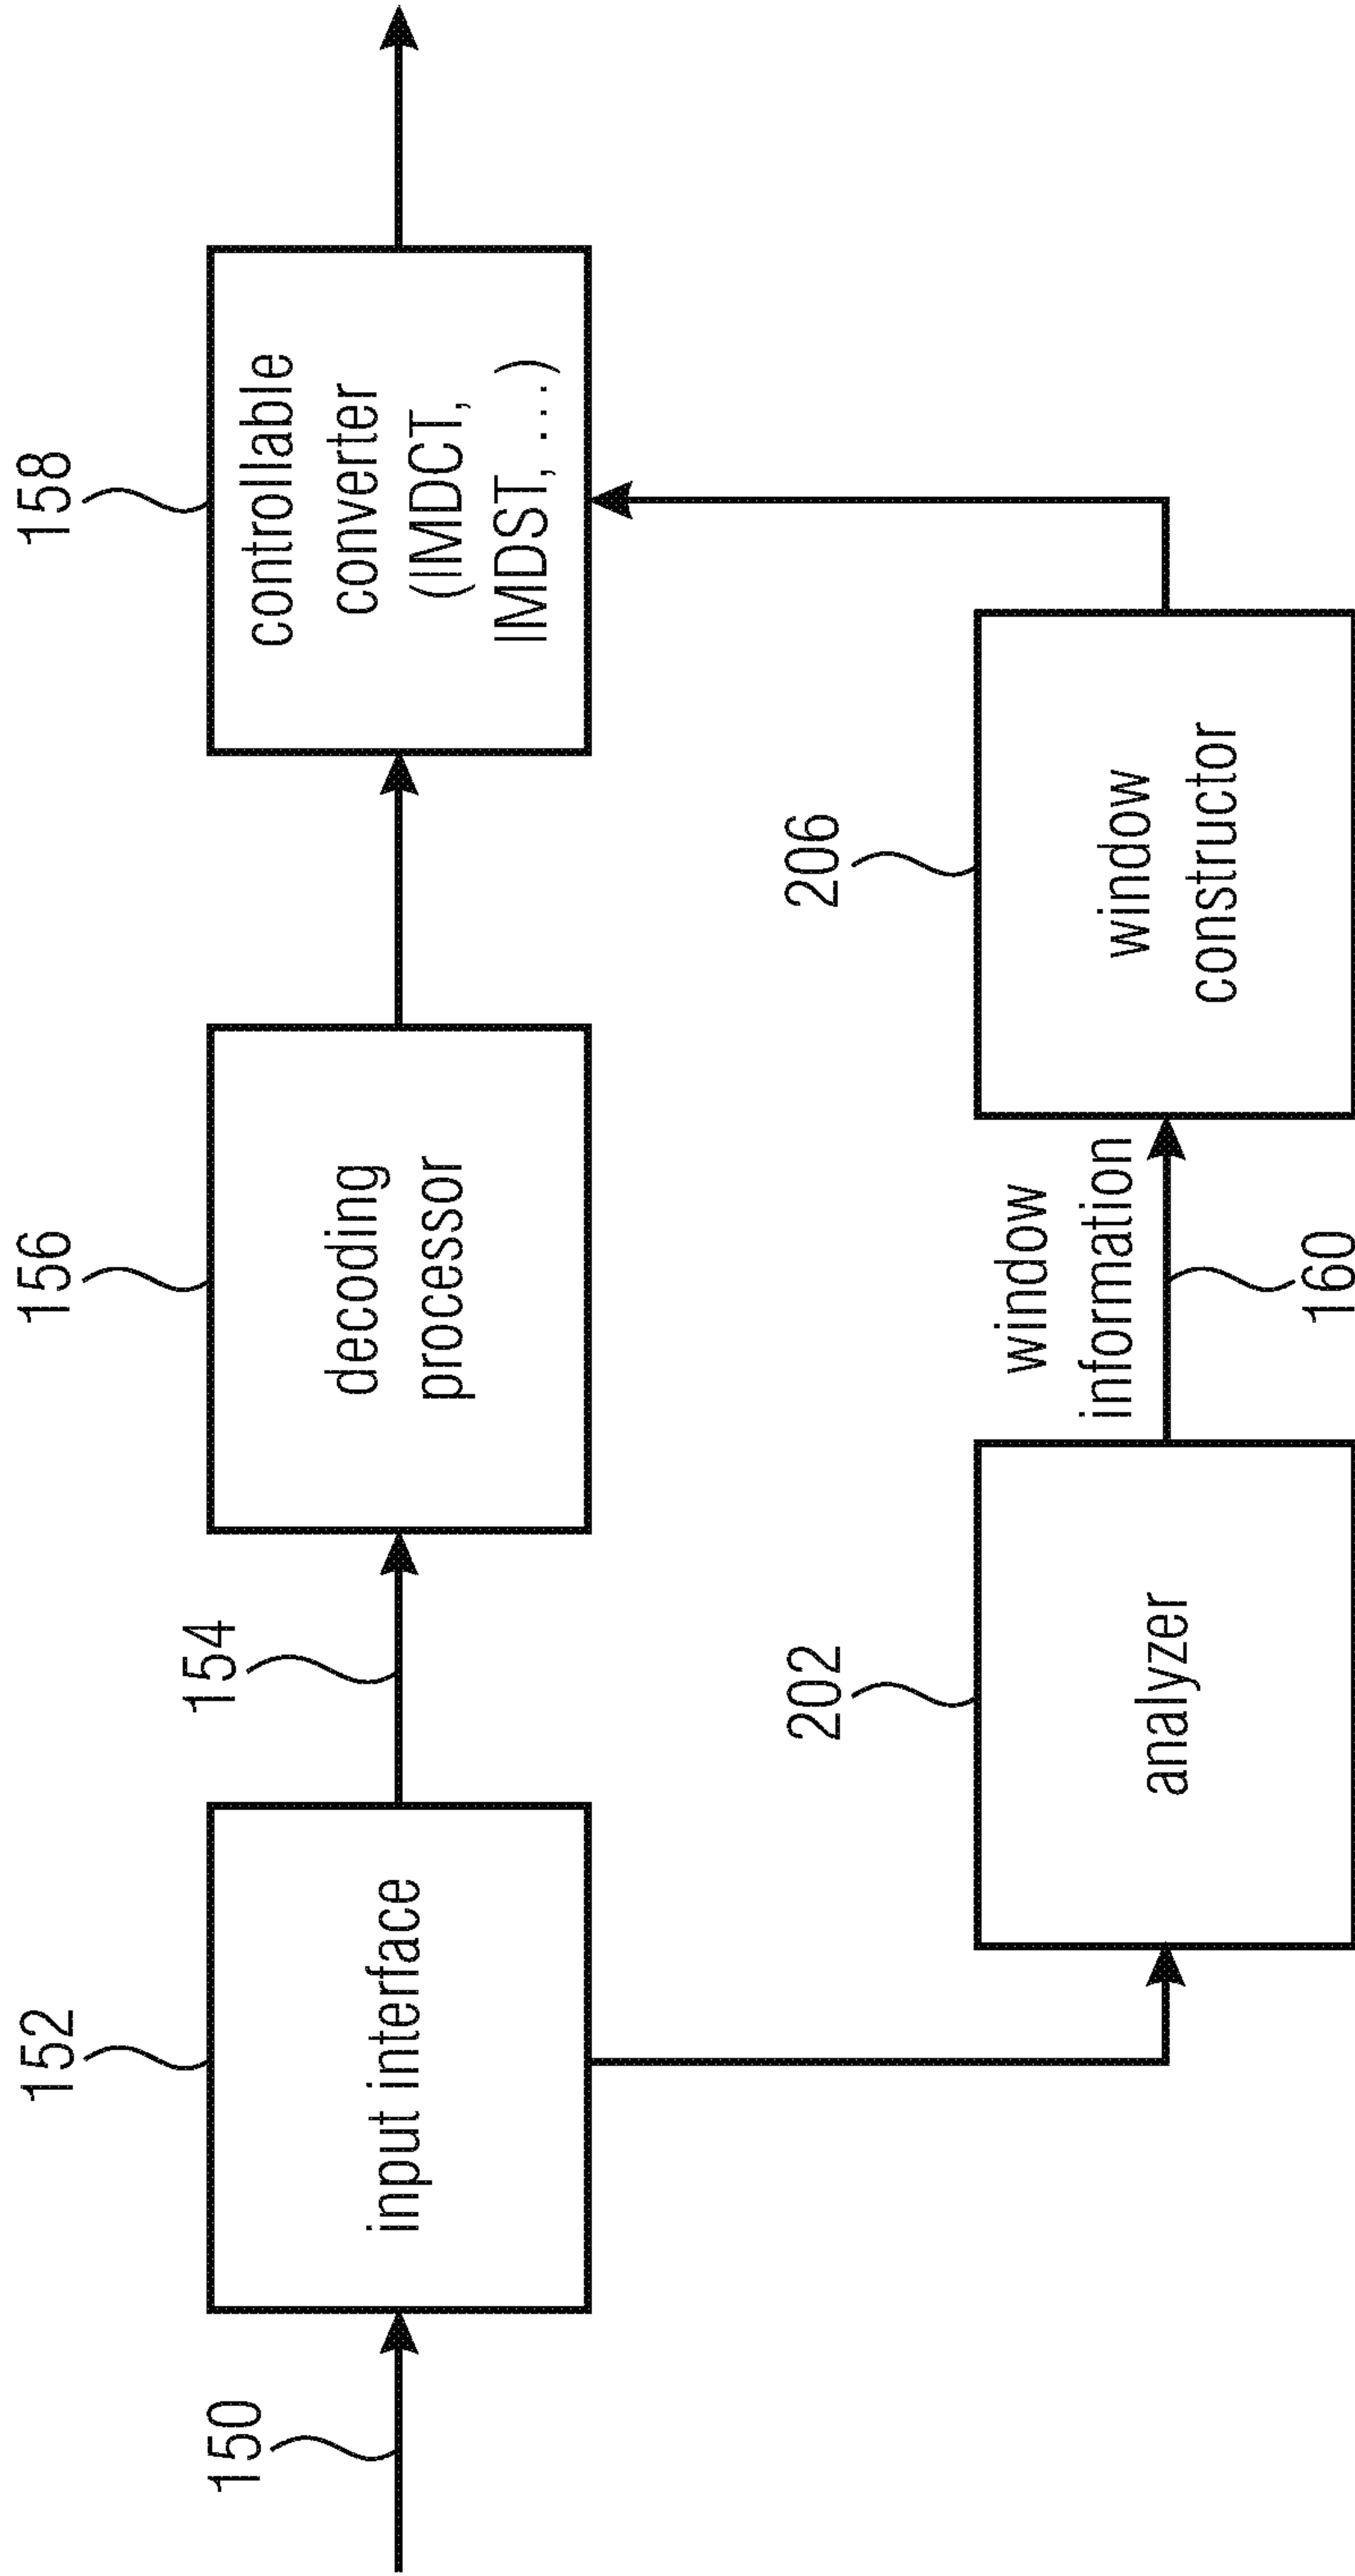 150
152
input interface
154
156
decoding
processor
158
controllable
converter
(IMDCT,
IMDST, ...)
202
analyzer
window
information
160
206
window
constructor